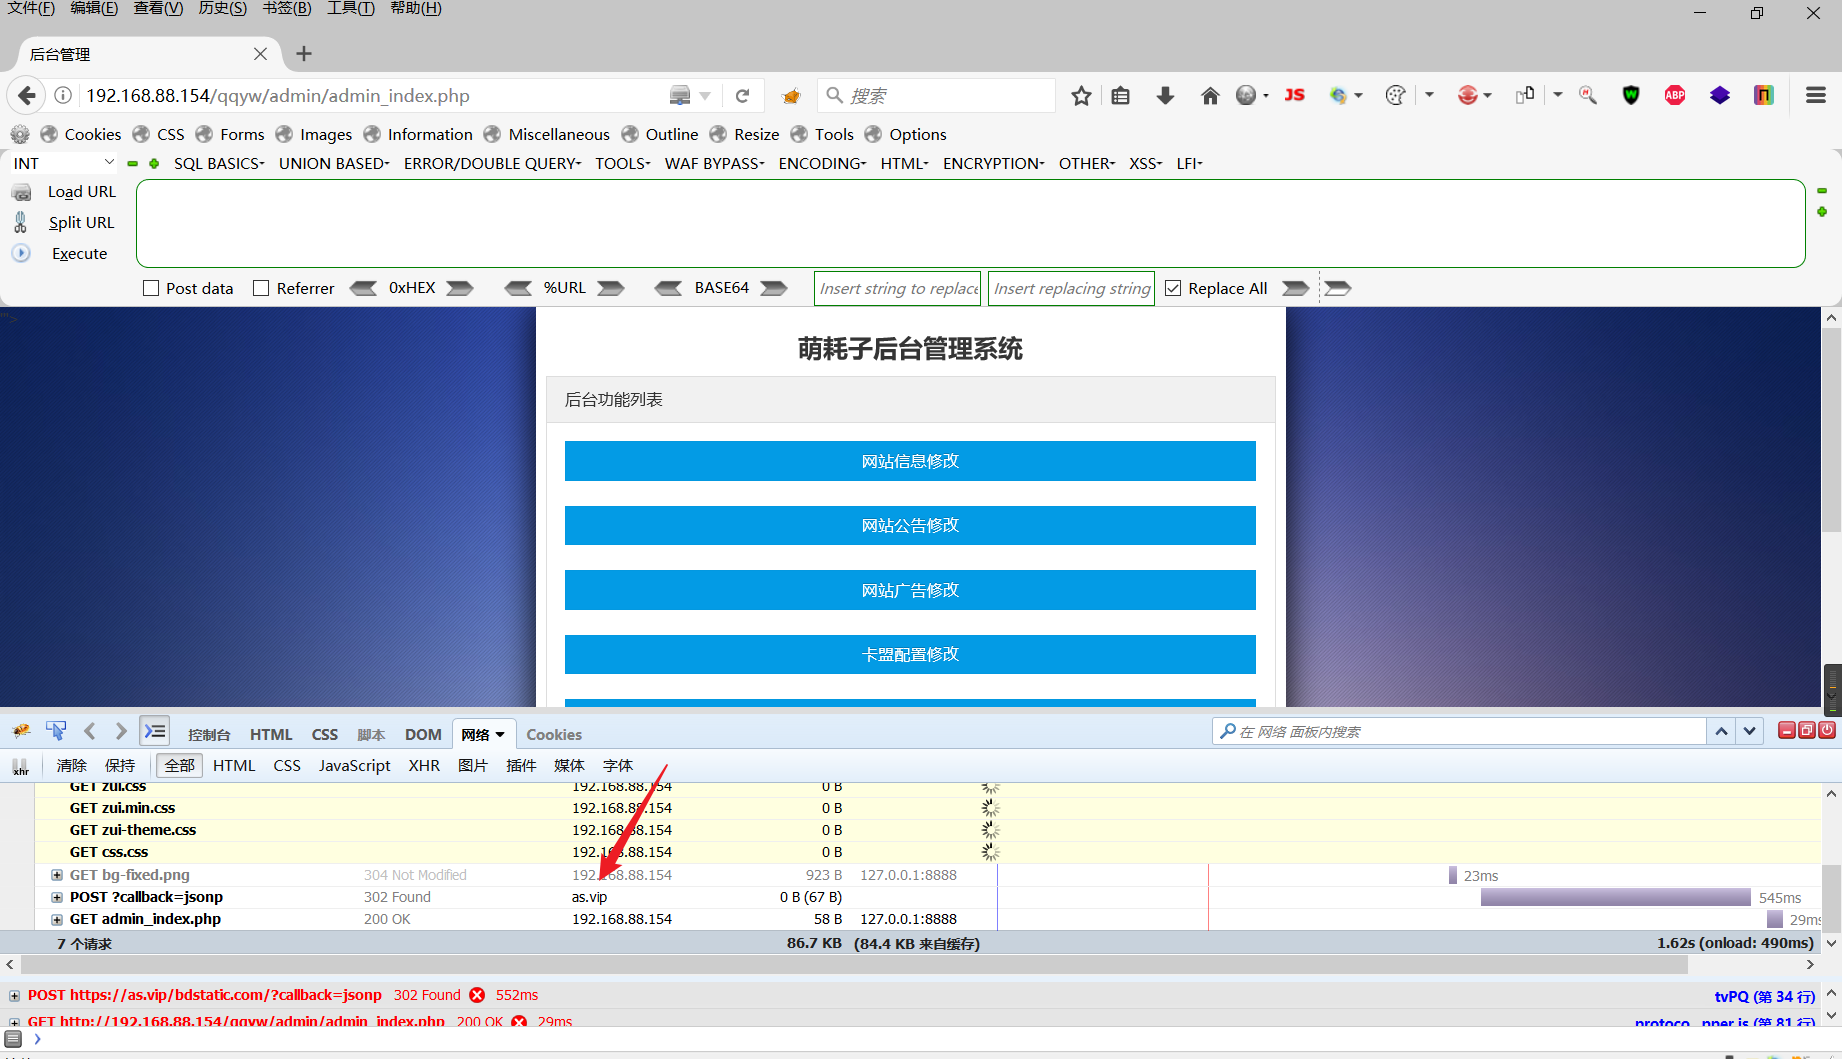 文件(F) 编辑(E) 查看(V) 历史(S) 书签(B) 工具(T) 帮助(H)
后台管理
192.168.88.154/qqyw/admin/admin_index.php
搜索
JS
ABP
Cookies CSS Forms Images Information Miscellaneous Outline Resize Tools Options
INT SQL BASICS UNION BASED ERROR/DOUBLE QUERY TOOLS WAF BYPASS ENCODING HTML ENCRYPTION OTHER XSS LFI
Load URL
Split URL
Execute
Post data Referrer 0xHEX %URL BASE64 Insert string to replace Insert replacing string Replace All
">
萌耗子后台管理系统
后台功能列表
网站信息修改
网站公告修改
网站广告修改
卡盟配置修改
控制台 HTML CSS 脚本 DOM 网络 Cookies
在 网络 面板内搜索
xhr 清除 保持 全部 HTML CSS JavaScript XHR 图片 插件 媒体 字体
GET zui.css 192.168.88.154 0 B
GET zui.min.css 192.168.88.154 0 B
GET zui-theme.css 192.168.88.154 0 B
GET css.css 192.168.88.154 0 B
GET bg-fixed.png 304 Not Modified 192.168.88.154 923 B 127.0.0.1:8888 23ms
POST ?callback=jsonp 302 Found as.vip 0 B (67 B) 545ms
GET admin_index.php 200 OK 192.168.88.154 58 B 127.0.0.1:8888 29ms
7 个请求 86.7 KB (84.4 KB 来自缓存) 1.62s (onload: 490ms)
POST https://as.vip/bdstatic.com/?callback=jsonp 302 Found 552ms tvPQ (第 34 行)
GET http://192.168.88.154/qqyw/admin/admin_index.php 200 OK 29ms protoco...pper.js (第 81 行)